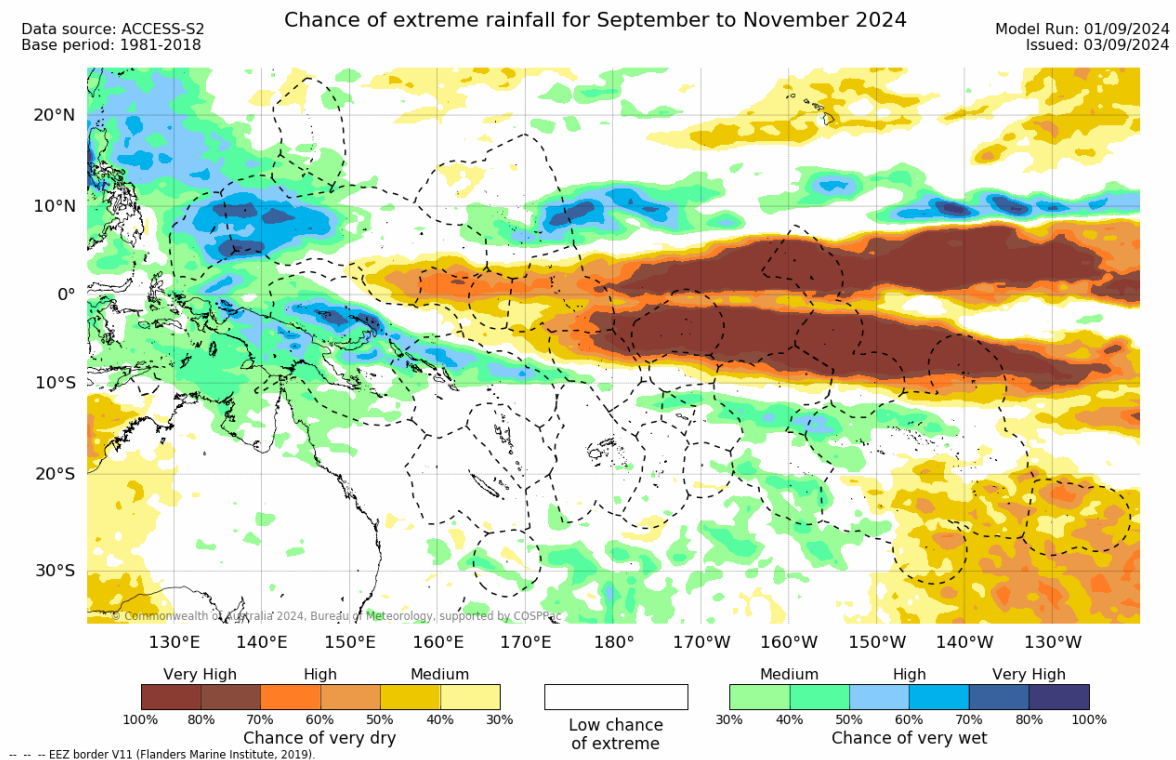 Chance of extreme rainfall for September to November 2024
Data source: ACCESS-S2
Base period: 1981-2018
Model Run: 01/09/2024
Issued: 03/09/2024
20°N
10°N
0°
10°S
20°S
30°S
© Commonwealth of Australia 2024, Bureau of Meteorology, supported by COSPPac
130°E 140°E 150°E 160°E 170°E 180° 170°W 160°W 150°W 140°W 130°W
Very High High Medium
100% 80% 70% 60% 50% 40% 30%
Chance of very dry
Low chance
of extreme
Medium High Very High
30% 40% 50% 60% 70% 80% 100%
Chance of very wet
-- -- -- EEZ border V11 (Flanders Marine Institute, 2019).